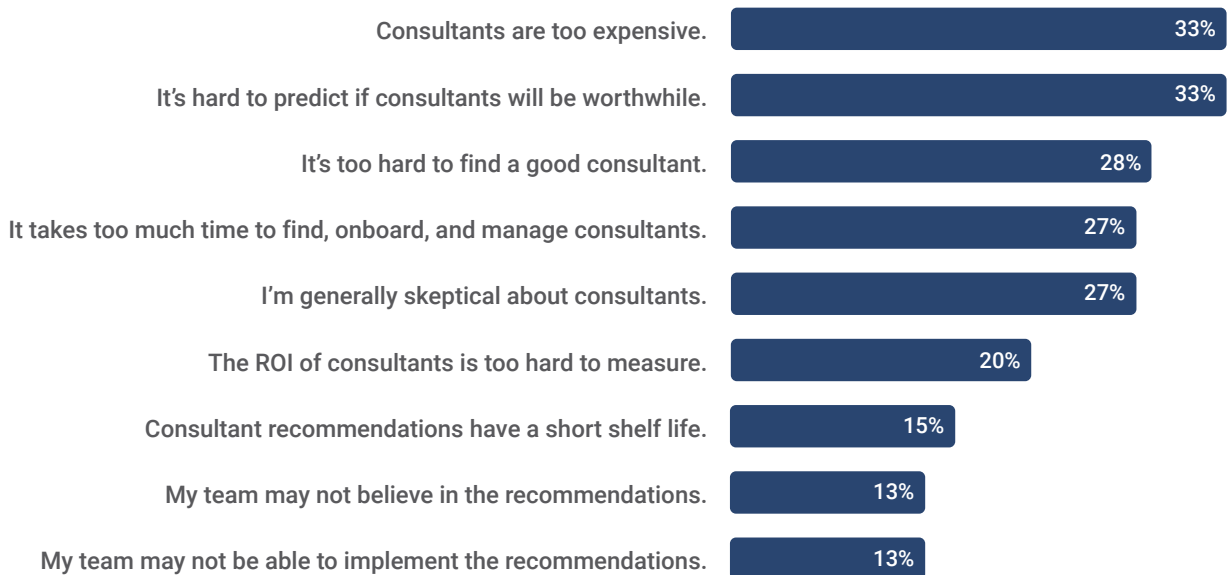 Consultants are too expensive. 33%
It’s hard to predict if consultants will be worthwhile. 33%
It’s too hard to find a good consultant. 28%
It takes too much time to find, onboard, and manage consultants. 27%
I’m generally skeptical about consultants. 27%
The ROI of consultants is too hard to measure. 20%
Consultant recommendations have a short shelf life. 15%
My team may not believe in the recommendations. 13%
My team may not be able to implement the recommendations. 13%